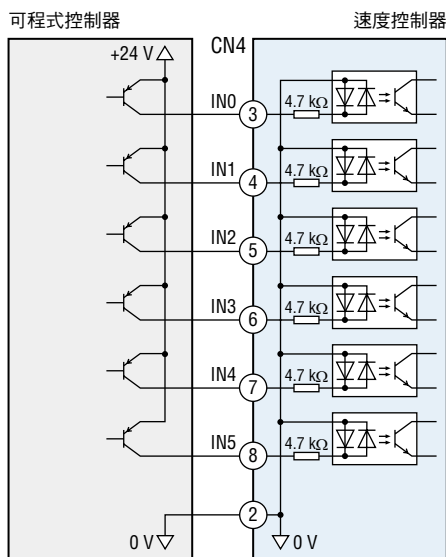 可程式控制器
速度控制器
+24 V
CN4
IN0
3
4.7 kΩ
IN1
4
4.7 kΩ
IN2
5
4.7 kΩ
IN3
6
4.7 kΩ
IN4
7
4.7 kΩ
IN5
8
4.7 kΩ
2
0 V
0 V